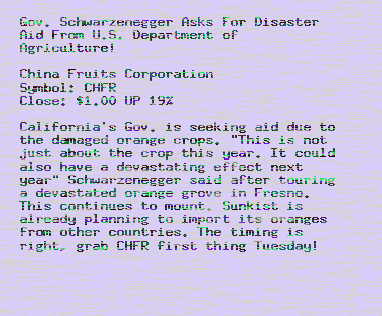 Gov. Schwarzenegger Asks For Disaster
Aid From U.S. Department of
Agriculture!
China Fruits Corporation
Symbol: CHFR
Close: $1.00 UP 19%
California's Gov. is seeking aid due to
the damaged orange crops. "This is not
just about the crop this year. It could
also have a devastating effect next
year" Schwarzenegger said after touring
a devastated orange grove in Fresno.
This continues to mount. Sunkist is
already planning to import its oranges
from other countries. The timing is
right, grab CHFR first thing Tuesday!